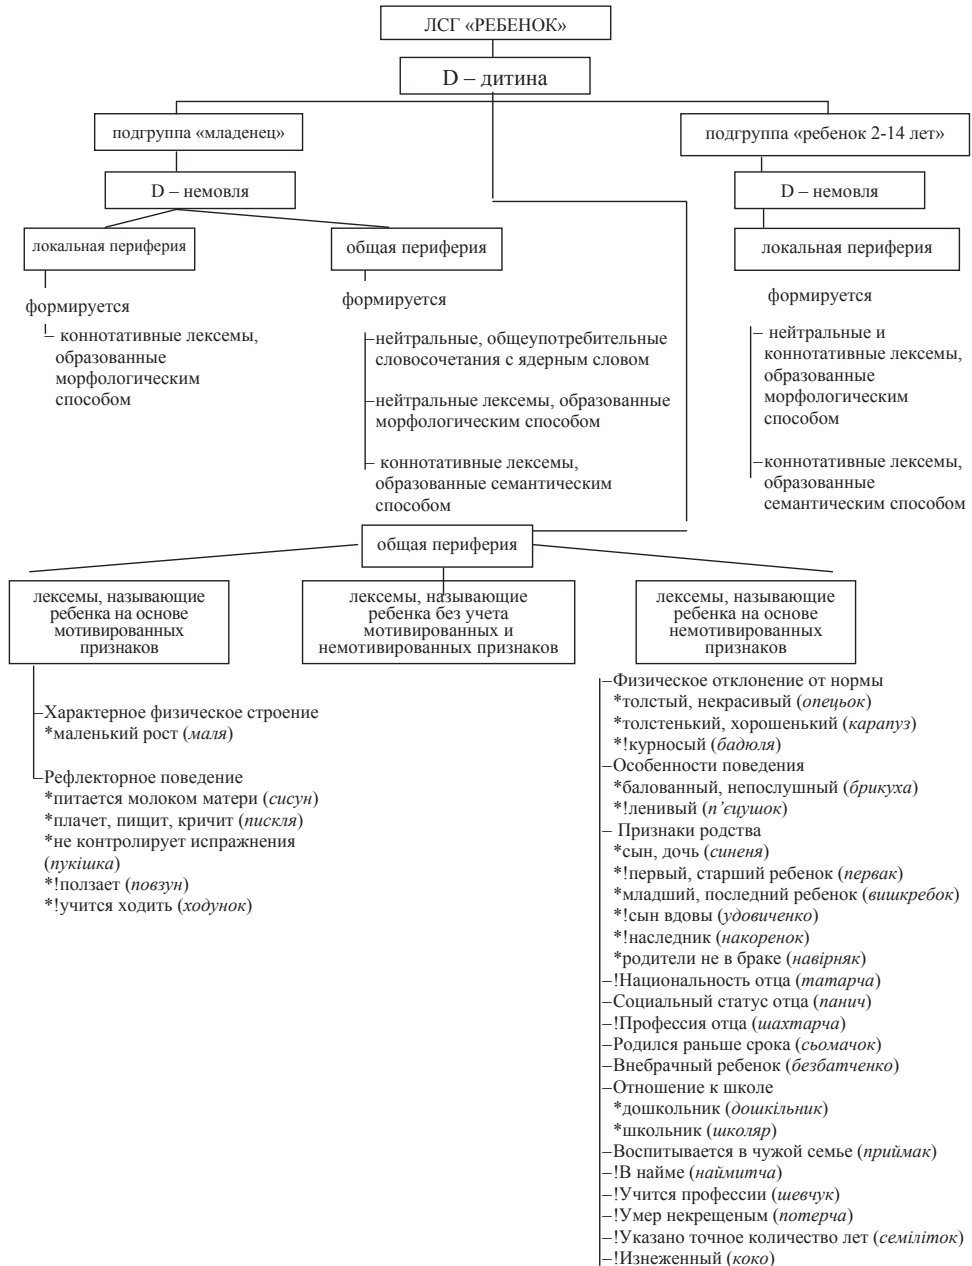 ЛСГ «РЕБЕНОК»
D – дитина
подгруппа «младенец»
D – немовля
локальная периферия
формируется
– коннотативные лексемы,
образованные
морфологическим
способом
общая периферия
формируется
–нейтральные, общеупотребительные
словосочетания с ядерным словом
–нейтральные лексемы, образованные
морфологическим способом
– коннотативные лексемы,
образованные семантическим
способом
подгруппа «ребенок 2-14 лет»
D – немовля
локальная периферия
формируется
– нейтральные и
коннотативные лексемы,
образованные
морфологическим
способом
–коннотативные лексемы,
образованные
семантическим способом
общая периферия
лексемы, называющие
ребенка на основе
мотивированных
признаков
–Характерное физическое строение
*маленький рост (маля)
–Рефлекторное поведение
*питается молоком матери (сисун)
*плачет, пищит, кричит (пискля)
*не контролирует испражнения
(пукішка)
*!ползает (повзун)
*!учится ходить (ходунок)
лексемы, называющие
ребенка без учета
мотивированных и
немотивированных признаков
лексемы, называющие
ребенка на основе
немотивированных
признаков
–Физическое отклонение от нормы
*толстый, некрасивый (опецьок)
*толстенький, хорошенький (карапуз)
*!курносый (бадюля)
–Особенности поведения
*балованный, непослушный (брикуха)
*!ленивый (п’єцушок)
– Признаки родства
*сын, дочь (синеня)
*!первый, старший ребенок (первак)
*младший, последний ребенок (вишкребок)
*!сын вдовы (удовиченко)
*!наследник (накоренок)
*родители не в браке (навірняк)
–!Национальность отца (татарча)
–Социальный статус отца (панич)
–!Профессия отца (шахтарча)
–Родился раньше срока (сьомачок)
–Внебрачный ребенок (безбатченко)
–Отношение к школе
*дошкольник (дошкільник)
*школьник (школяр)
–Воспитывается в чужой семье (приймак)
–!В найме (наймитча)
–!Учится профессии (шевчук)
–!Умер некрещеным (потерча)
–!Указано точное количество лет (семіліток)
–!Изнеженный (коко)